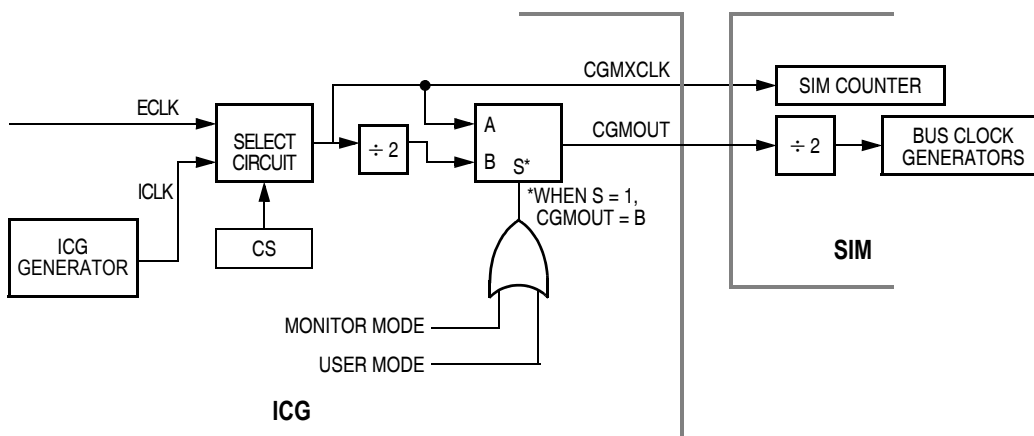 CGMXCLK
SIM COUNTER
ECLK
SELECT
CIRCUIT
÷ 2
A
B
S*
CGMOUT
÷ 2
BUS CLOCK
GENERATORS
ICLK
*WHEN S = 1,
CGMOUT = B
ICG
GENERATOR
CS
SIM
MONITOR MODE
USER MODE
ICG